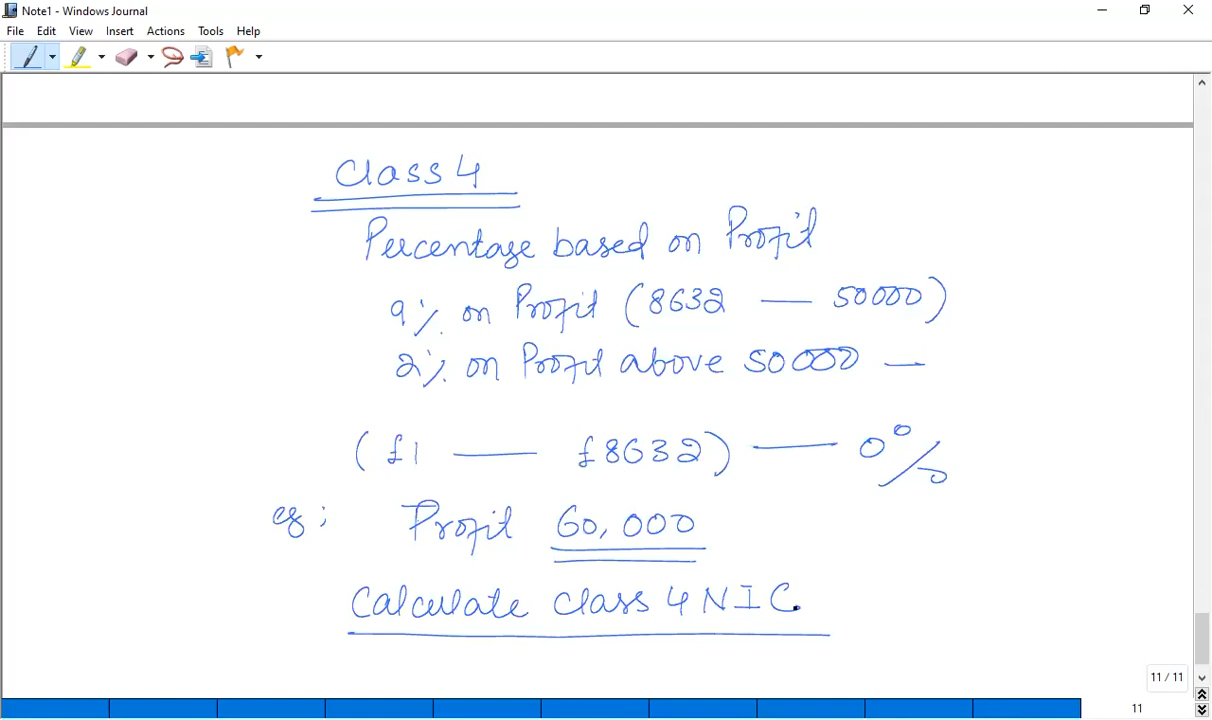 Note1 - Windows Journal
File Edit View Insert Actions Tools Help
Class 4
Percentage based on Profit
9% on Profit (8632 — 50000)
2% on Profit above 50000 —
(£1 — £8632) — 0%
eg: Profit 60,000
Calculate class 4 NIC
11 / 11
11